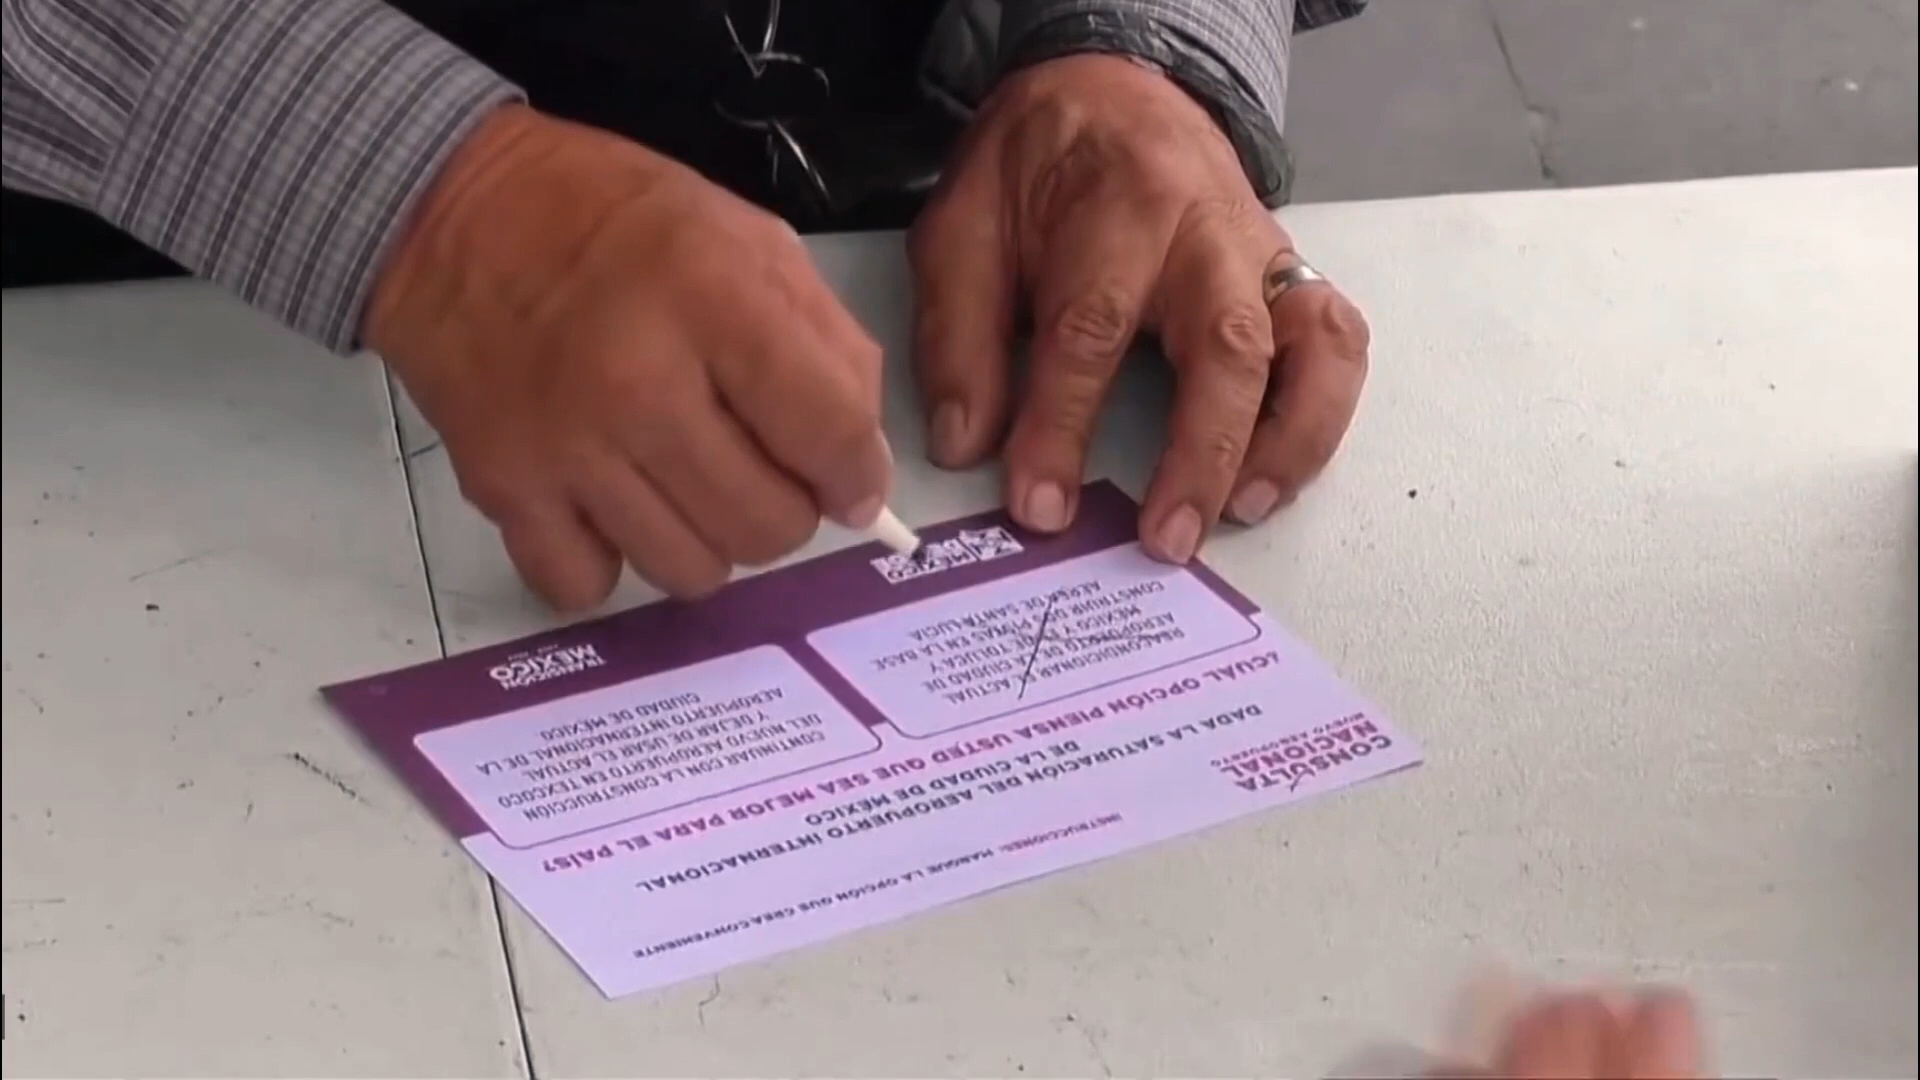 CONSULTA
NACIONAL
NUEVO AEROPUERTO
INSTRUCCIONES: MARQUE LA OPCIÓN QUE CREA CONVENIENTE
DADA LA SATURACIÓN DEL AEROPUERTO INTERNACIONAL
DE LA CIUDAD DE MÉXICO
¿CUÁL OPCIÓN PIENSA USTED QUE SEA MEJOR PARA EL PAÍS?
REACONDICIONAR EL ACTUAL
AEROPUERTO DE LA CIUDAD DE
MÉXICO Y EL DE TOLUCA Y
CONSTRUIR DOS PISTAS EN LA BASE
AÉREA DE SANTA LUCÍA
CONTINUAR CON LA CONSTRUCCIÓN
DEL NUEVO AEROPUERTO EN TEXCOCO
Y DEJAR DE USAR EL ACTUAL
AEROPUERTO INTERNACIONAL DE LA
CIUDAD DE MÉXICO
MÉXICO
TRANSICIÓN
MÉXICO